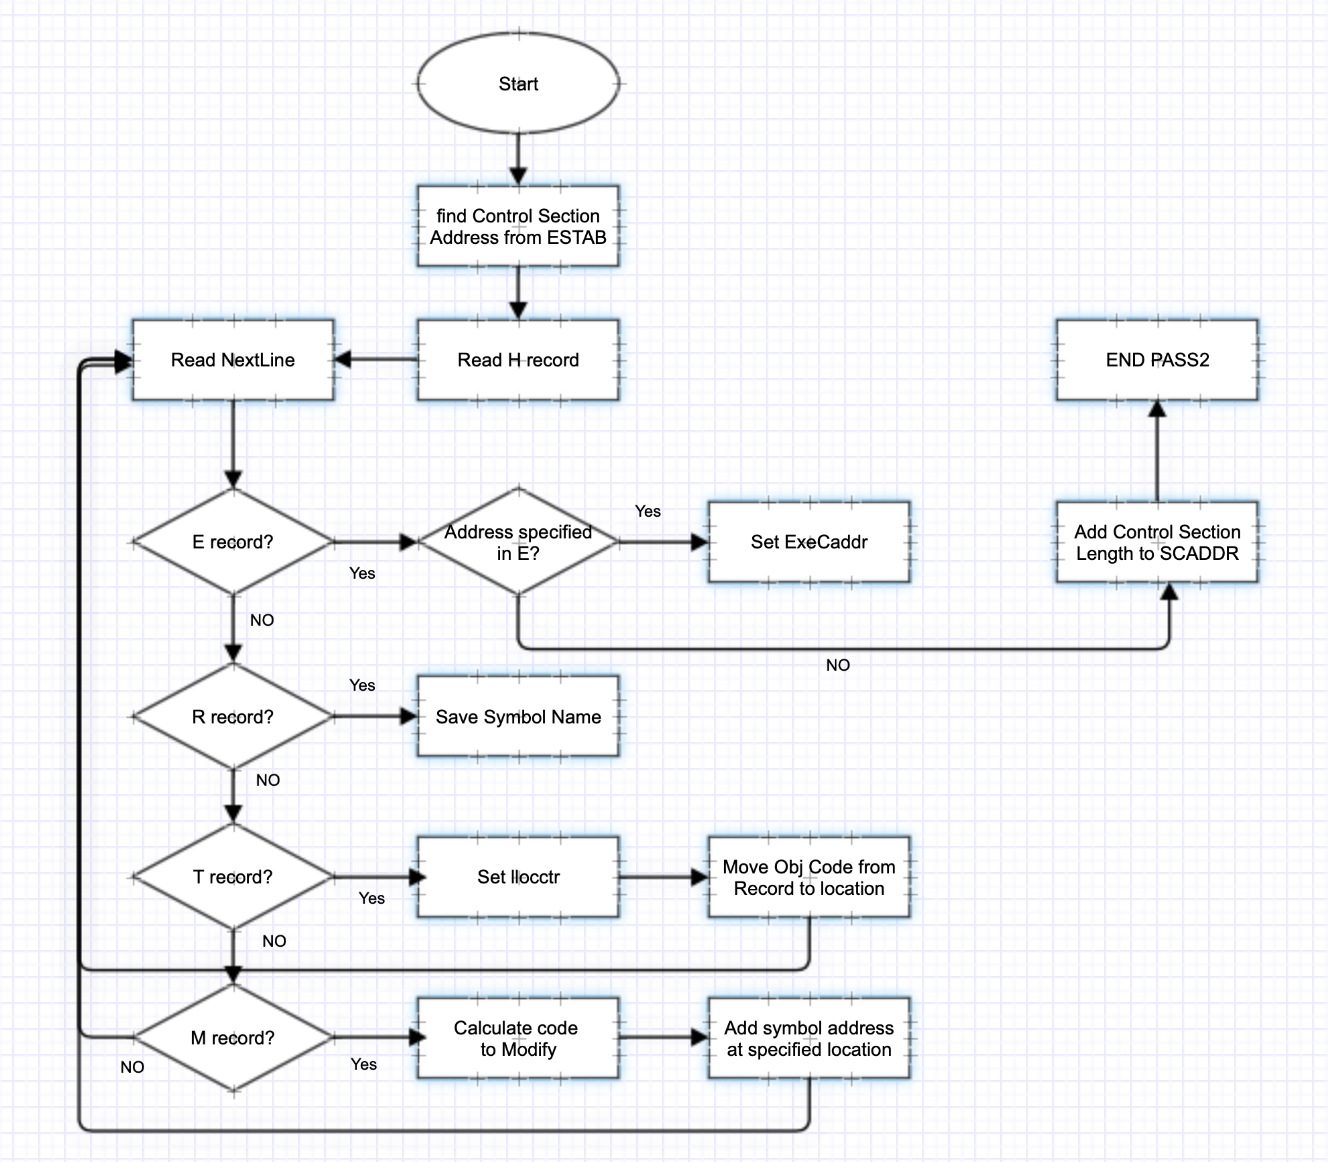 Start
find Control Section
Address from ESTAB
Read NextLine
Read H record
END PASS2
E record?
Yes
Address specified
in E?
Yes
Set ExeCaddr
Add Control Section
Length to SCADDR
NO
NO
R record?
Yes
Save Symbol Name
NO
T record?
Yes
Set llocctr
Move Obj Code from
Record to location
NO
M record?
NO
Yes
Calculate code
to Modify
Add symbol address
at specified location